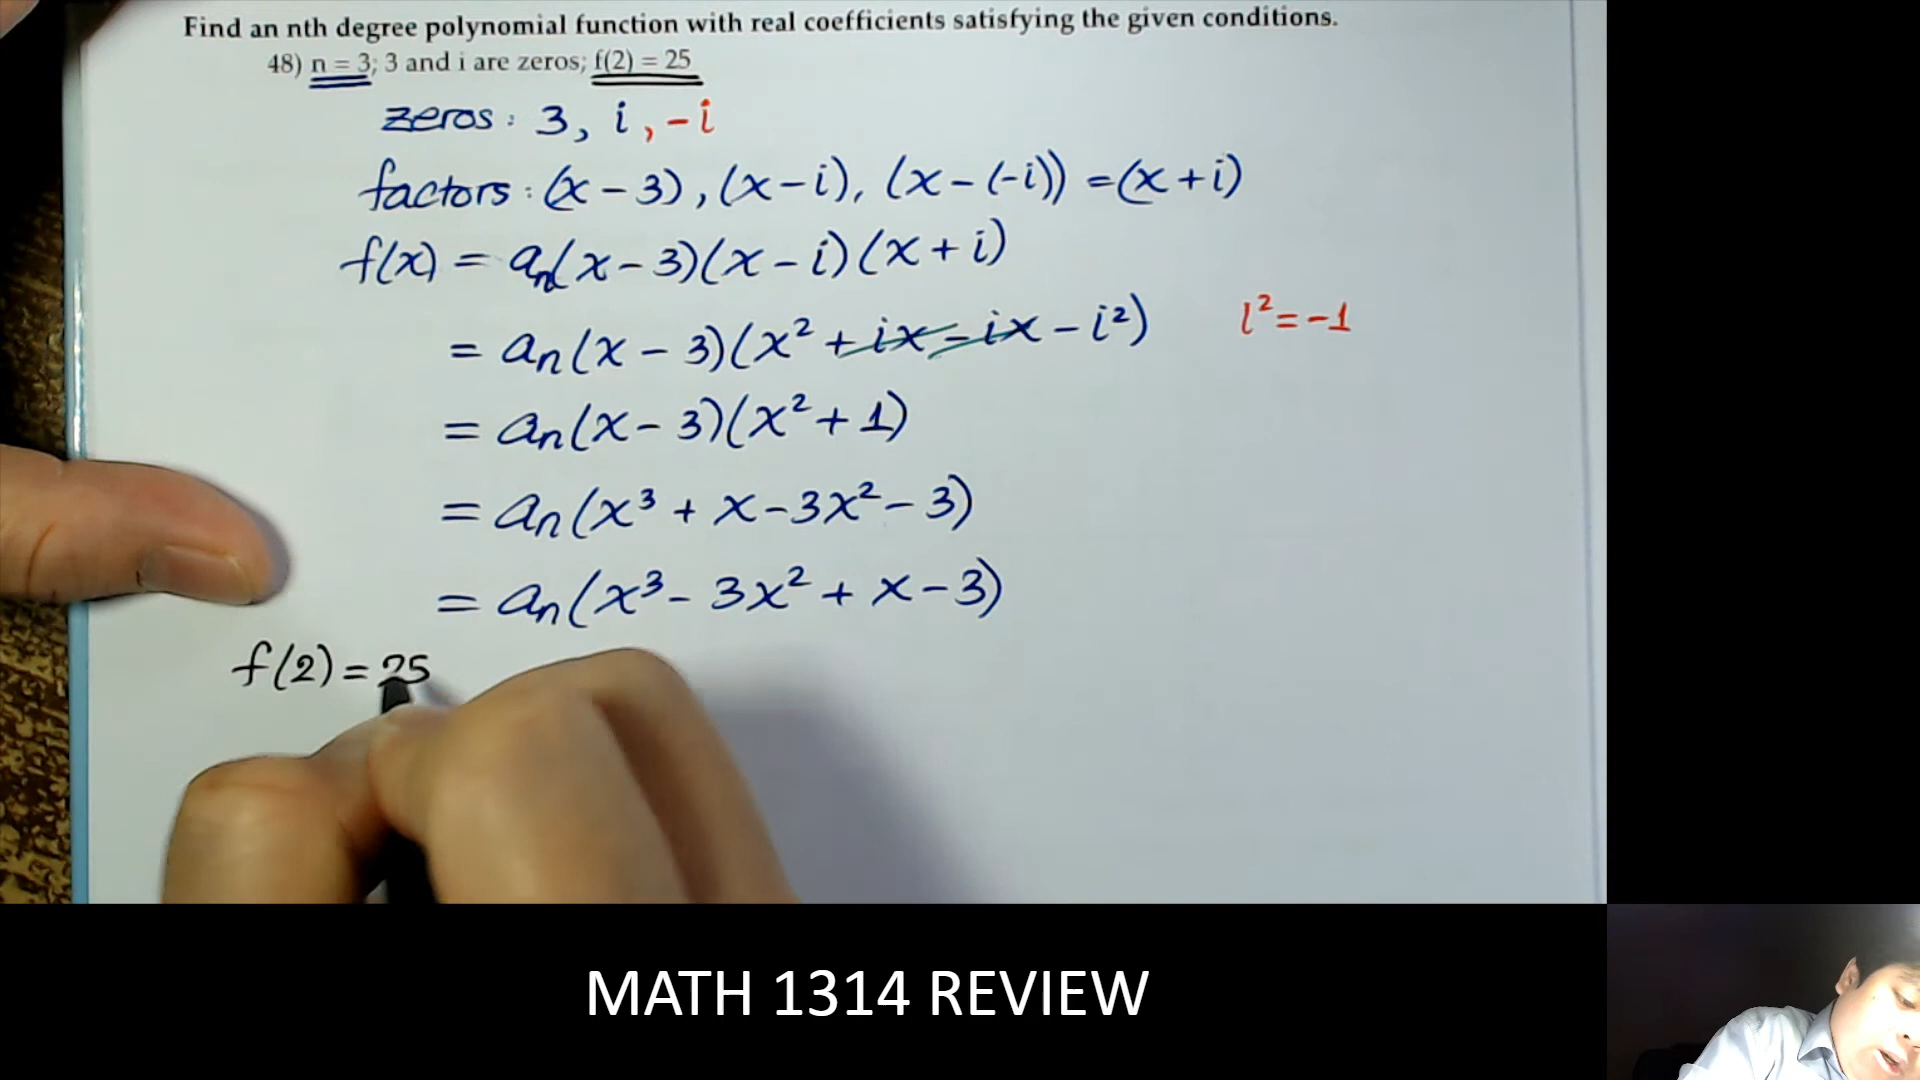 Find an nth degree polynomial function with real coefficients satisfying the given conditions.
48) n = 3; 3 and i are zeros; f(2) = 25
zeros: 3, i, -i
factors: (x - 3), (x - i), (x - (-i)) = (x + i)
f(x) = aₙ(x - 3)(x - i)(x + i)
= aₙ(x - 3)(x² + ix - ix - i²) i² = -1
= aₙ(x - 3)(x² + 1)
= aₙ(x³ + x - 3x² - 3)
= aₙ(x³ - 3x² + x - 3)
f(2) = 25
MATH 1314 REVIEW